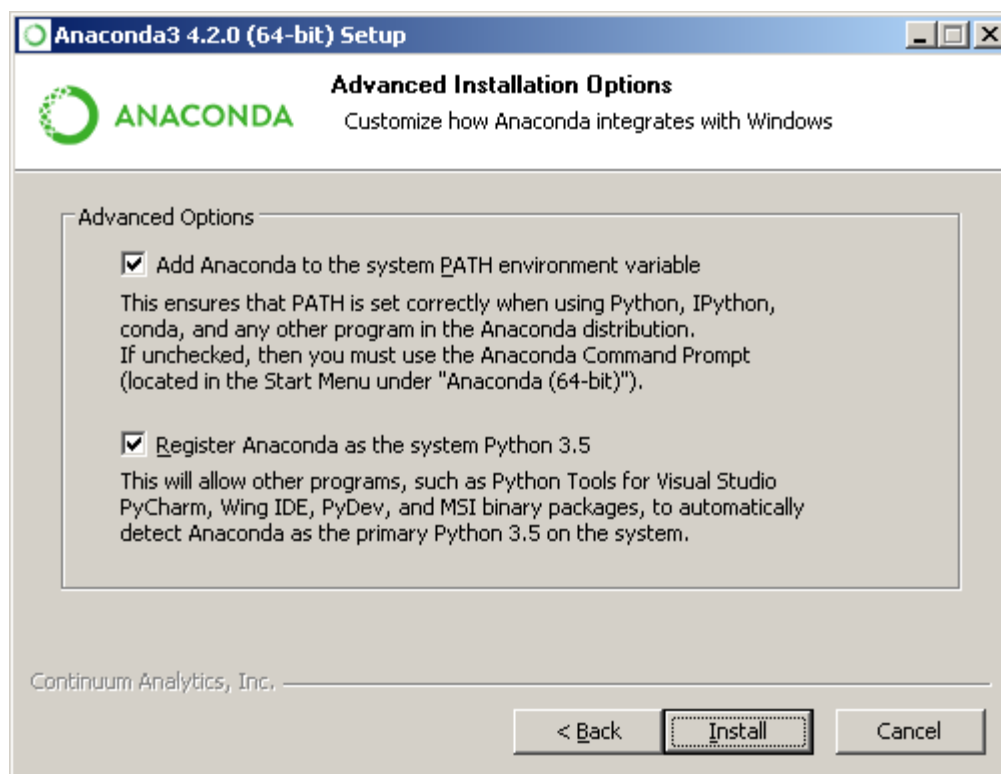 Anaconda3 4.2.0 (64-bit) Setup
ANACONDA
Advanced Installation Options
Customize how Anaconda integrates with Windows
Advanced Options
Add Anaconda to the system PATH environment variable
This ensures that PATH is set correctly when using Python, IPython,
conda, and any other program in the Anaconda distribution.
If unchecked, then you must use the Anaconda Command Prompt
(located in the Start Menu under "Anaconda (64-bit)").
Register Anaconda as the system Python 3.5
This will allow other programs, such as Python Tools for Visual Studio
PyCharm, Wing IDE, PyDev, and MSI binary packages, to automatically
detect Anaconda as the primary Python 3.5 on the system.
Continuum Analytics, Inc.
< Back
Install
Cancel